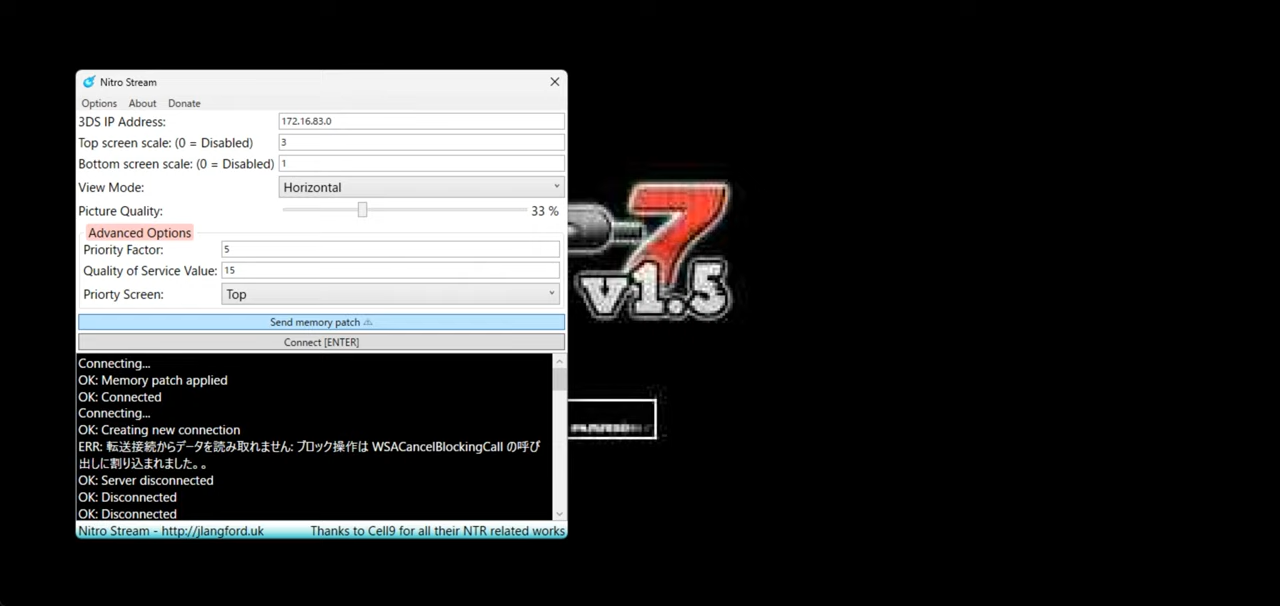 Nitro Stream
Options About Donate
3DS IP Address: 172.16.83.0
Top screen scale: (0 = Disabled) 3
Bottom screen scale: (0 = Disabled) 1
View Mode: Horizontal
Picture Quality: 33 %
Advanced Options
Priority Factor: 5
Quality of Service Value: 15
Priorty Screen: Top
Send memory patch ⚠
Connect [ENTER]
Connecting...
OK: Memory patch applied
OK: Connected
Connecting...
OK: Creating new connection
ERR: 転送接続からデータを読み取れません: ブロック操作は WSACancelBlockingCall の呼び
出しに割り込まれました。。
OK: Server disconnected
OK: Disconnected
OK: Disconnected
Nitro Stream - http://jlangford.uk Thanks to Cell9 for all their NTR related works
7
v1.5